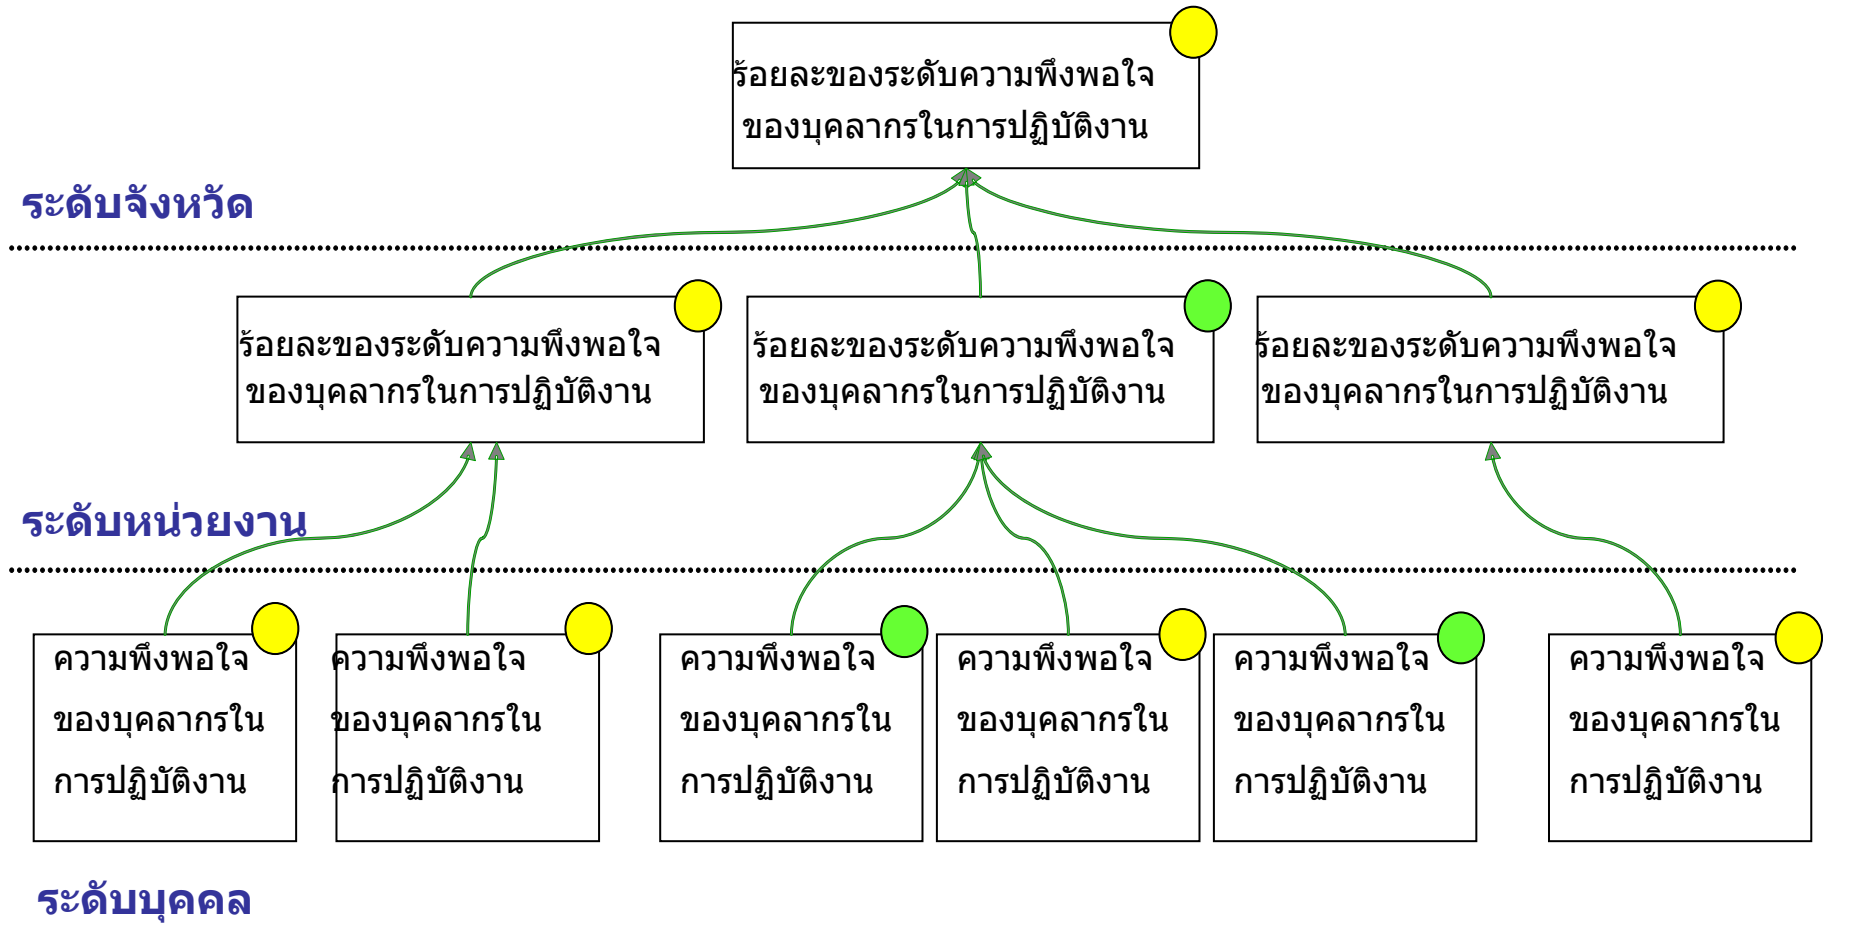 ร้อยละของระดับความพึงพอใจ
ของบุคลากรในการปฏิบัติงาน
ระดับจังหวัด
ร้อยละของระดับความพึงพอใจ
ของบุคลากรในการปฏิบัติงาน
ร้อยละของระดับความพึงพอใจ
ของบุคลากรในการปฏิบัติงาน
ร้อยละของระดับความพึงพอใจ
ของบุคลากรในการปฏิบัติงาน
ระดับหน่วยงาน
ความพึงพอใจ
ของบุคลากรใน
การปฏิบัติงาน
ความพึงพอใจ
ของบุคลากรใน
การปฏิบัติงาน
ความพึงพอใจ
ของบุคลากรใน
การปฏิบัติงาน
ความพึงพอใจ
ของบุคลากรใน
การปฏิบัติงาน
ความพึงพอใจ
ของบุคลากรใน
การปฏิบัติงาน
ความพึงพอใจ
ของบุคลากรใน
การปฏิบัติงาน
ระดับบุคคล